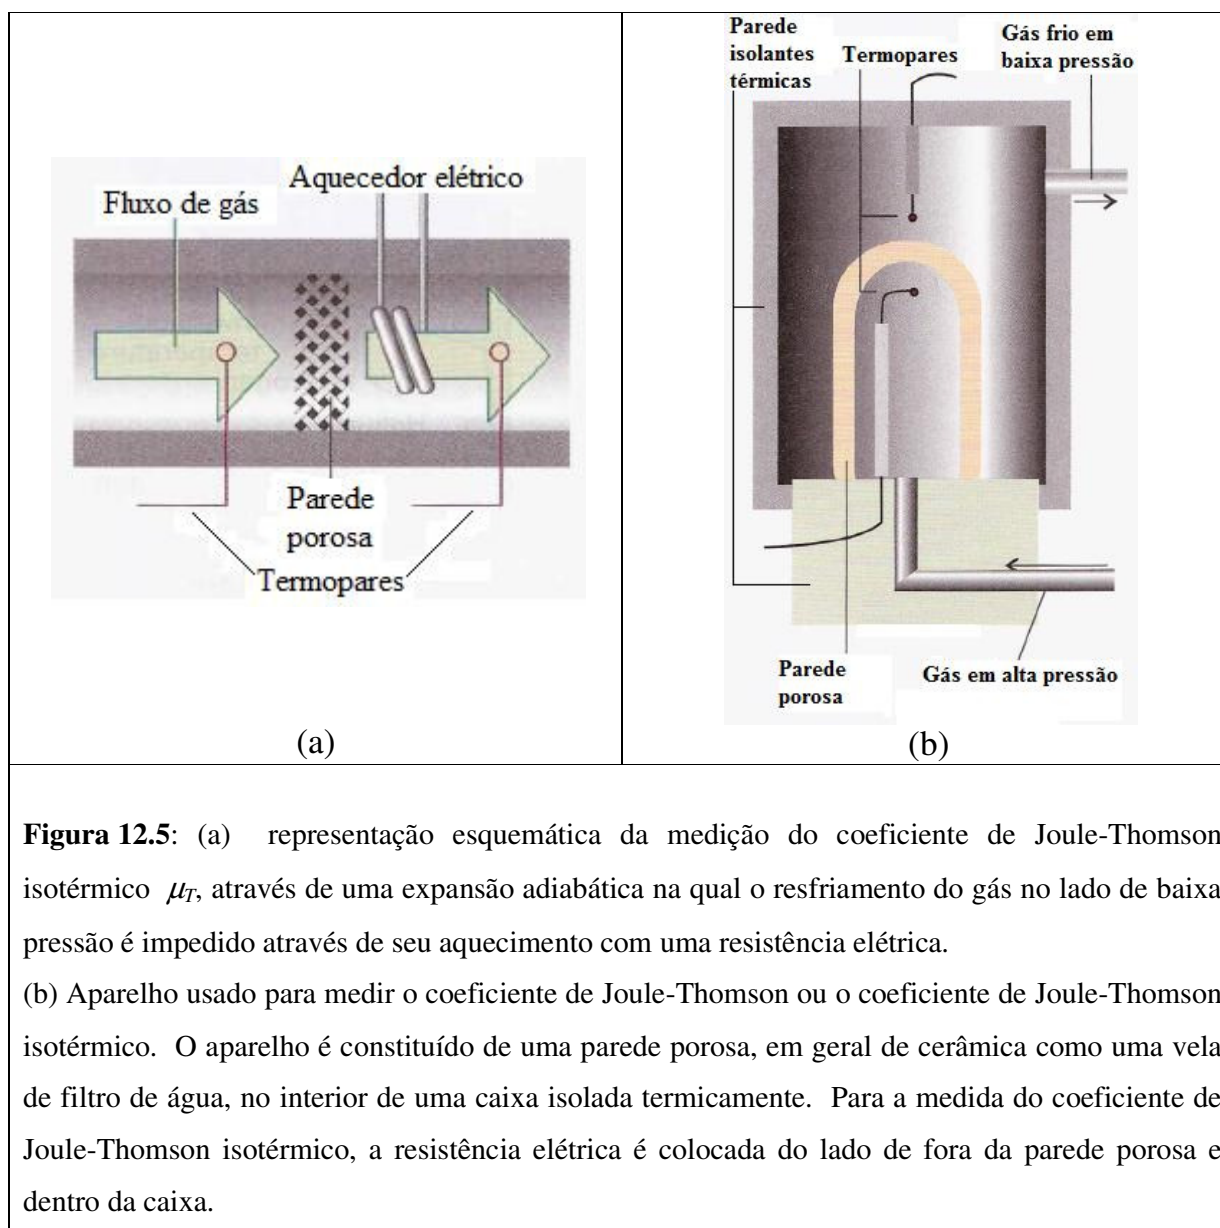 Fluxo de gás
Aquecedor elétrico
Parede
porosa
Termopares
(a)
Parede
isolantes
térmicas
Termopares
Gás frio em
baixa pressão
Parede
porosa
Gás em alta pressão
(b)
Figura 12.5: (a) representação esquemática da medição do coeficiente de Joule-Thomson
isotérmico μT, através de uma expansão adiabática na qual o resfriamento do gás no lado de baixa
pressão é impedido através de seu aquecimento com uma resistência elétrica.
(b) Aparelho usado para medir o coeficiente de Joule-Thomson ou o coeficiente de Joule-Thomson
isotérmico. O aparelho é constituído de uma parede porosa, em geral de cerâmica como uma vela
de filtro de água, no interior de uma caixa isolada termicamente. Para a medida do coeficiente de
Joule-Thomson isotérmico, a resistência elétrica é colocada do lado de fora da parede porosa e
dentro da caixa.